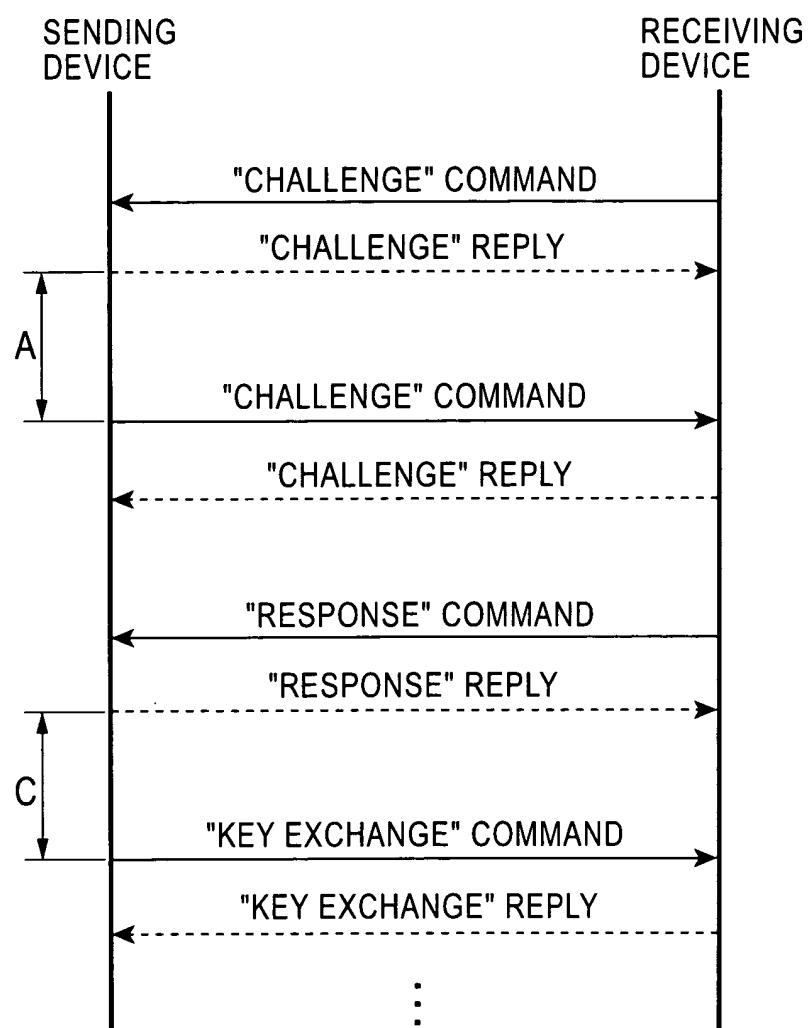 SENDING
DEVICE
RECEIVING
DEVICE
"CHALLENGE" COMMAND
"CHALLENGE" REPLY
A
"CHALLENGE" COMMAND
"CHALLENGE" REPLY
"RESPONSE" COMMAND
"RESPONSE" REPLY
C
"KEY EXCHANGE" COMMAND
"KEY EXCHANGE" REPLY